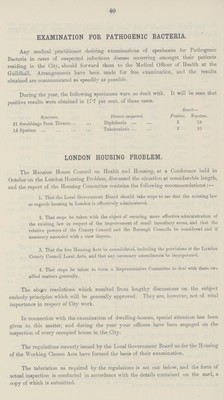 40
EXAMINATION FOR PATHOGENIC BACTERIA.
Any medical practitioner desiring examinations of specimens for Pathogenic
Bacteria in cases of suspected infectious disease occurring amongst their patients
residing in the City, should forward them to the Medical Officer of Health at the
Guildhall. Arrangements have been made for free examination, and the results
obtained are communicated as speedily as possible.
During the year, the following specimens were so dealt with. It will be seen that
positive results were obtained in 17·7 per cent. of these cases.
Result—
Specimen. Disease suspected. Positive. Negative.
21 Swabbings from Throats... ... Diphtheria ...
13 Sputum ... ... Tuberculosis ... 3 10
LONDON HOUSING PROBLEM.
The Mansion House Council on Health and Housing, at a Conference held in
October on the London Housing Problem, discussed the situation at considerable length,
and the report of the Housing Committee contains the following recommendations :—
1. That the Local Government Board should take steps to see that the existing law
as regards housing in London is efficiently administered.
2. That steps be taken with the object of securing more effective administration of
the existing law in respect of the improvement of small insanitary areas, and that the
relative powers of the County Council and the Borough Councils be considered and if
necessary amended with a view thereto.
3. That the five Housing Acts be consolidated, including the provisions of the London
County Council Local Acts, and that any necessary amendments be incorporated.
4. That steps be taken to form a Representative Committee to deal with these two
allied matters generally.
The above resolutions which resulted from lengthy discussions on the subject
embody principles which will be generally approved. They are, however, not of vital
importance in respect of City work.
In connection with the examination of dwelling-houses, special attention has been
given to this matter, and during the year your officers have been engaged on the
inspection of every occupied house in the City.
The regulations recently issued by the Local Government Board under the Housing
of the Working Classes Acts have formed the basis of their examination.
The tabulation as required by the regulations is set out below, and the form of
actual inspection is conducted in accordance with the details contained on the card, a
copy of which is submitted.